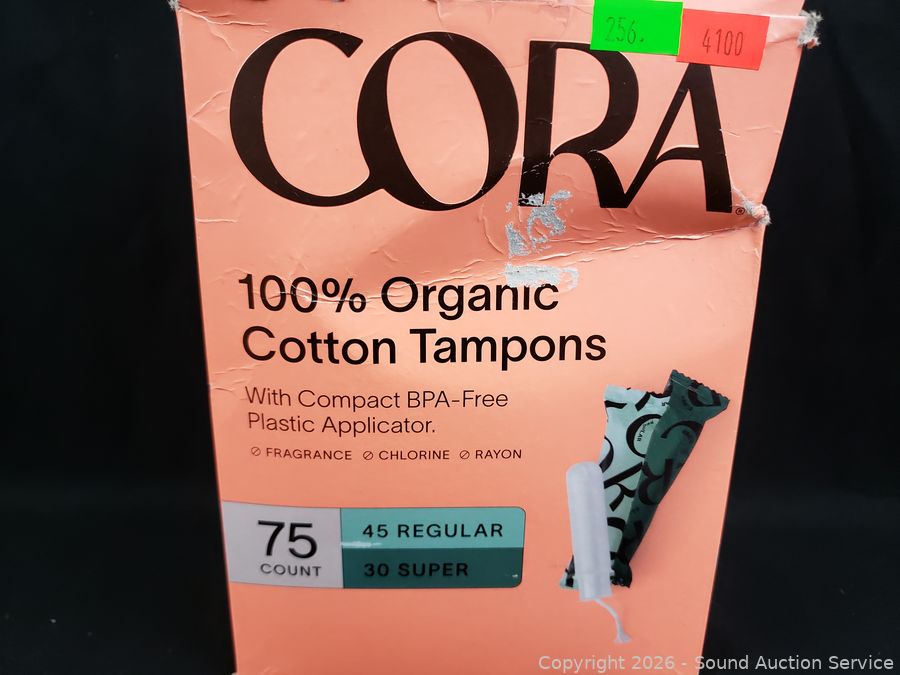 256.
4100
CORA®
100% Organic
Cotton Tampons
With Compact BPA-Free
Plastic Applicator.
FRAGRANCE CHLORINE RAYON
75
COUNT
45 REGULAR
30 SUPER
Copyright 2026 - Sound Auction Service